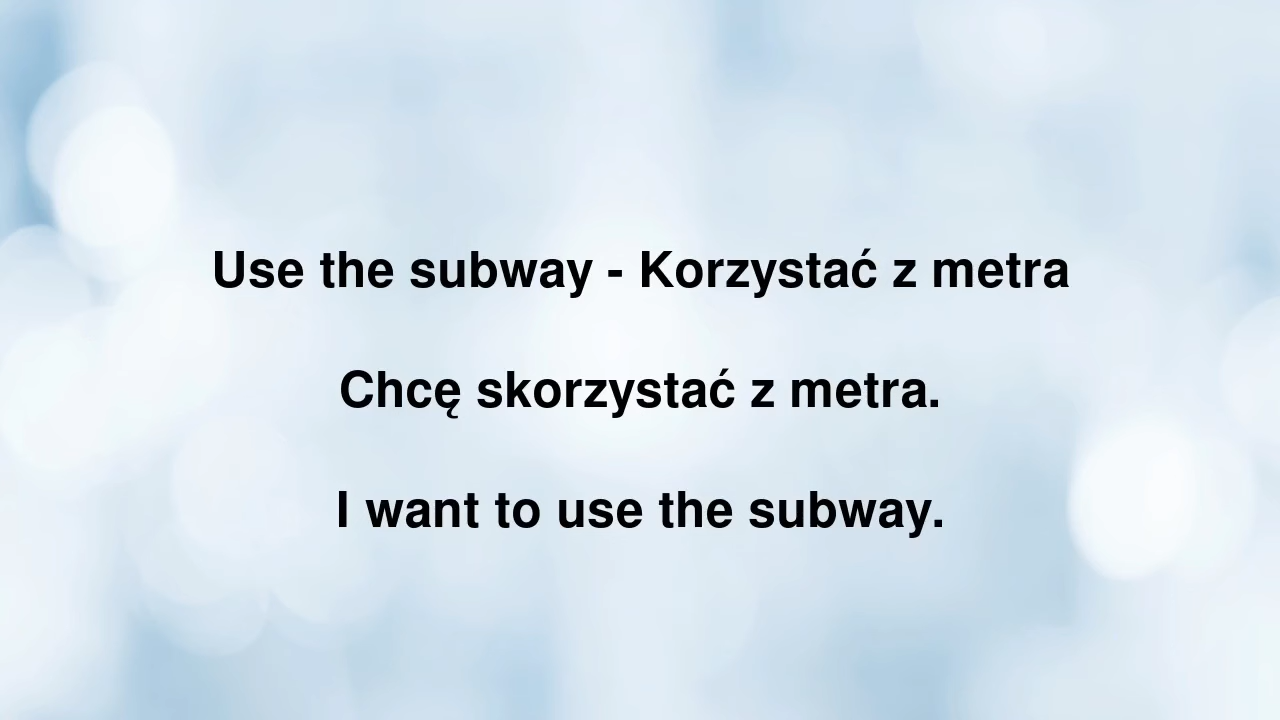 Use the subway - Korzystać z metra
Chcę skorzystać z metra.
I want to use the subway.